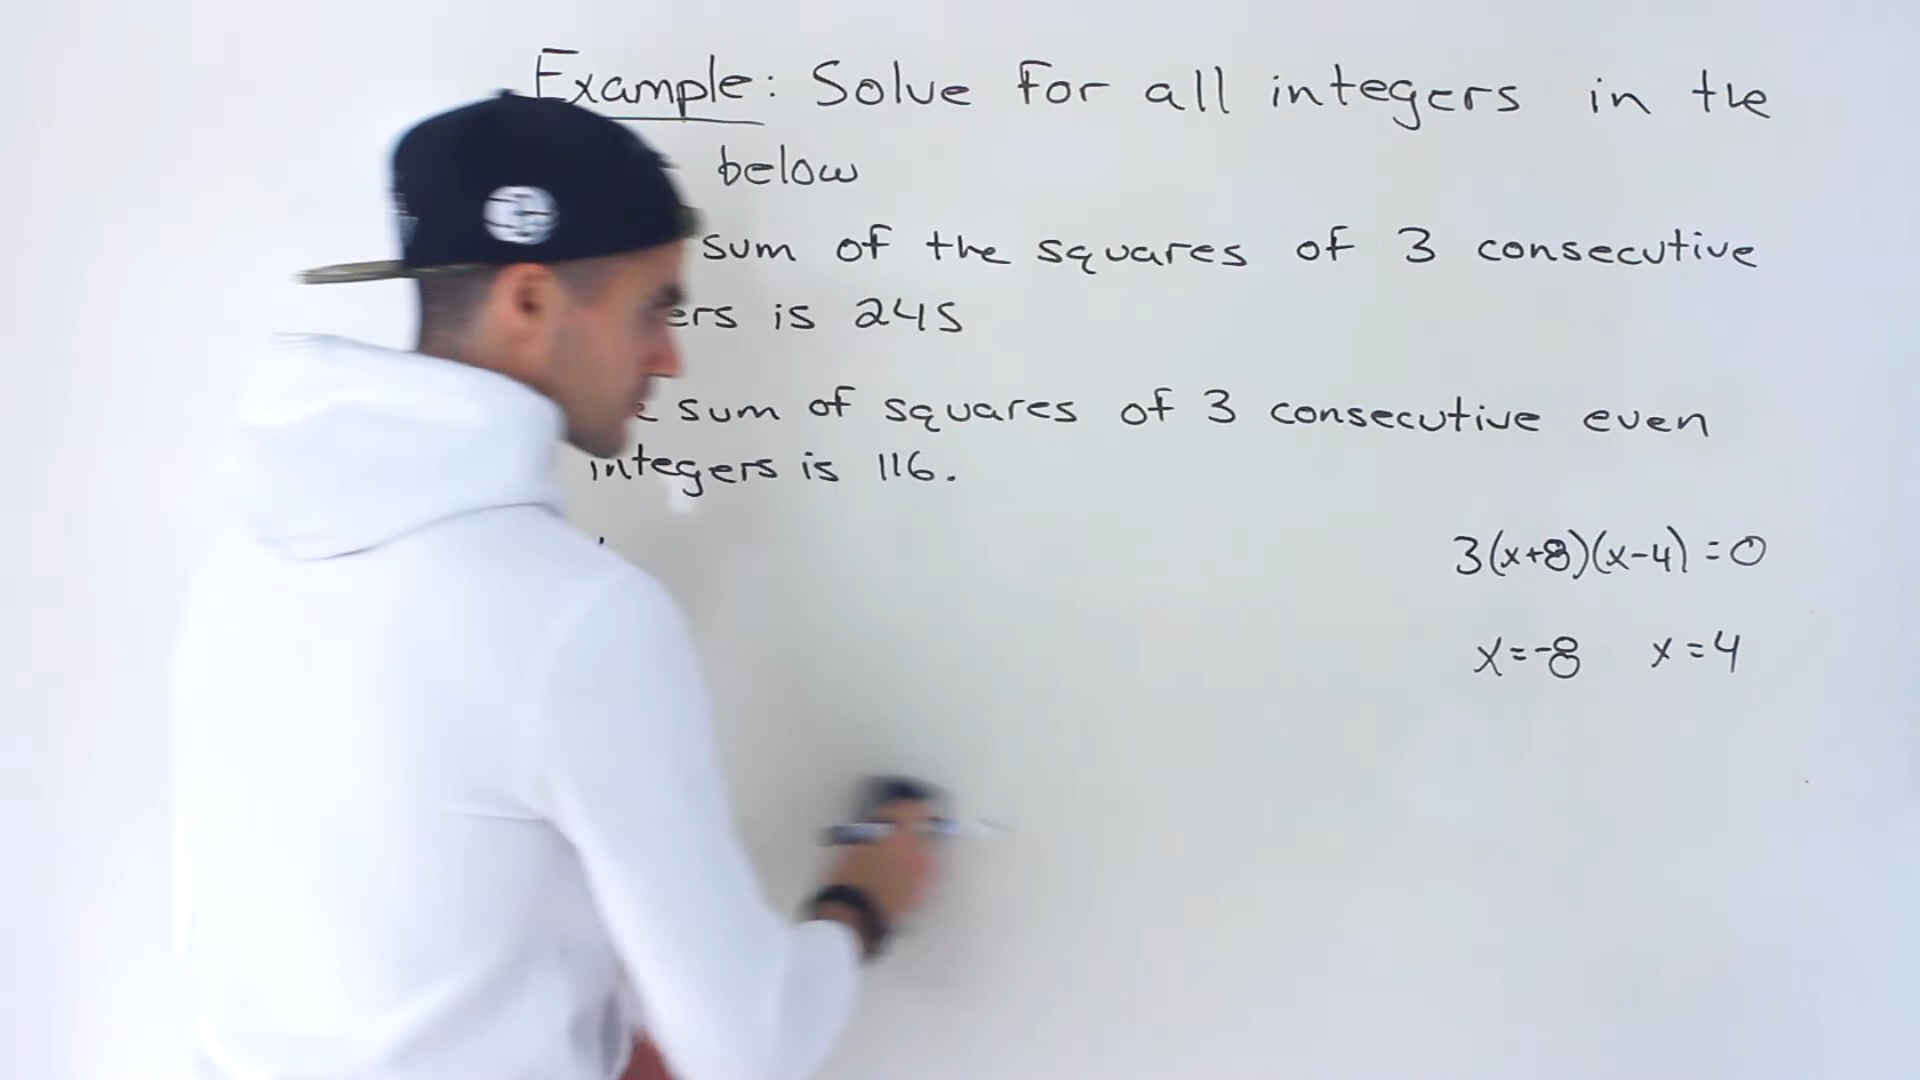 Example: Solve for all integers in the
below
sum of the squares of 3 consecutive
ers is 245
sum of squares of 3 consecutive even
integers is 116.
3(x+8)(x-4) = 0
x=-8 x=4